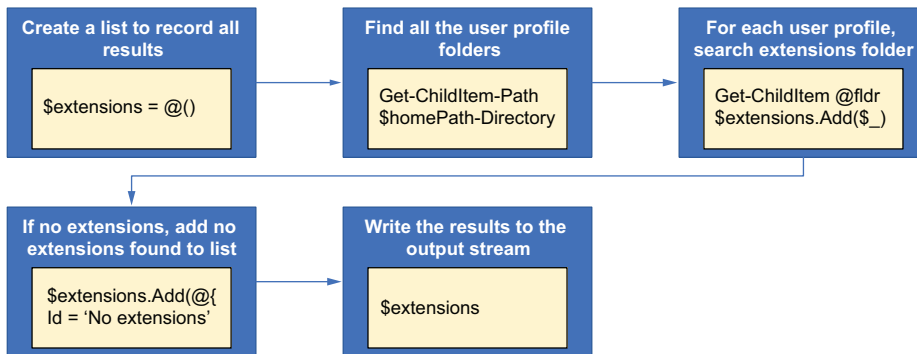 Create a list to record all
results
$extensions = @()
Find all the user profile
folders
Get-ChildItem-Path
$homePath-Directory
For each user profile,
search extensions folder
Get-ChildItem @fldr
$extensions.Add($_)
If no extensions, add no
extensions found to list
$extensions.Add(@{
Id = ‘No extensions’
Write the results to the
output stream
$extensions